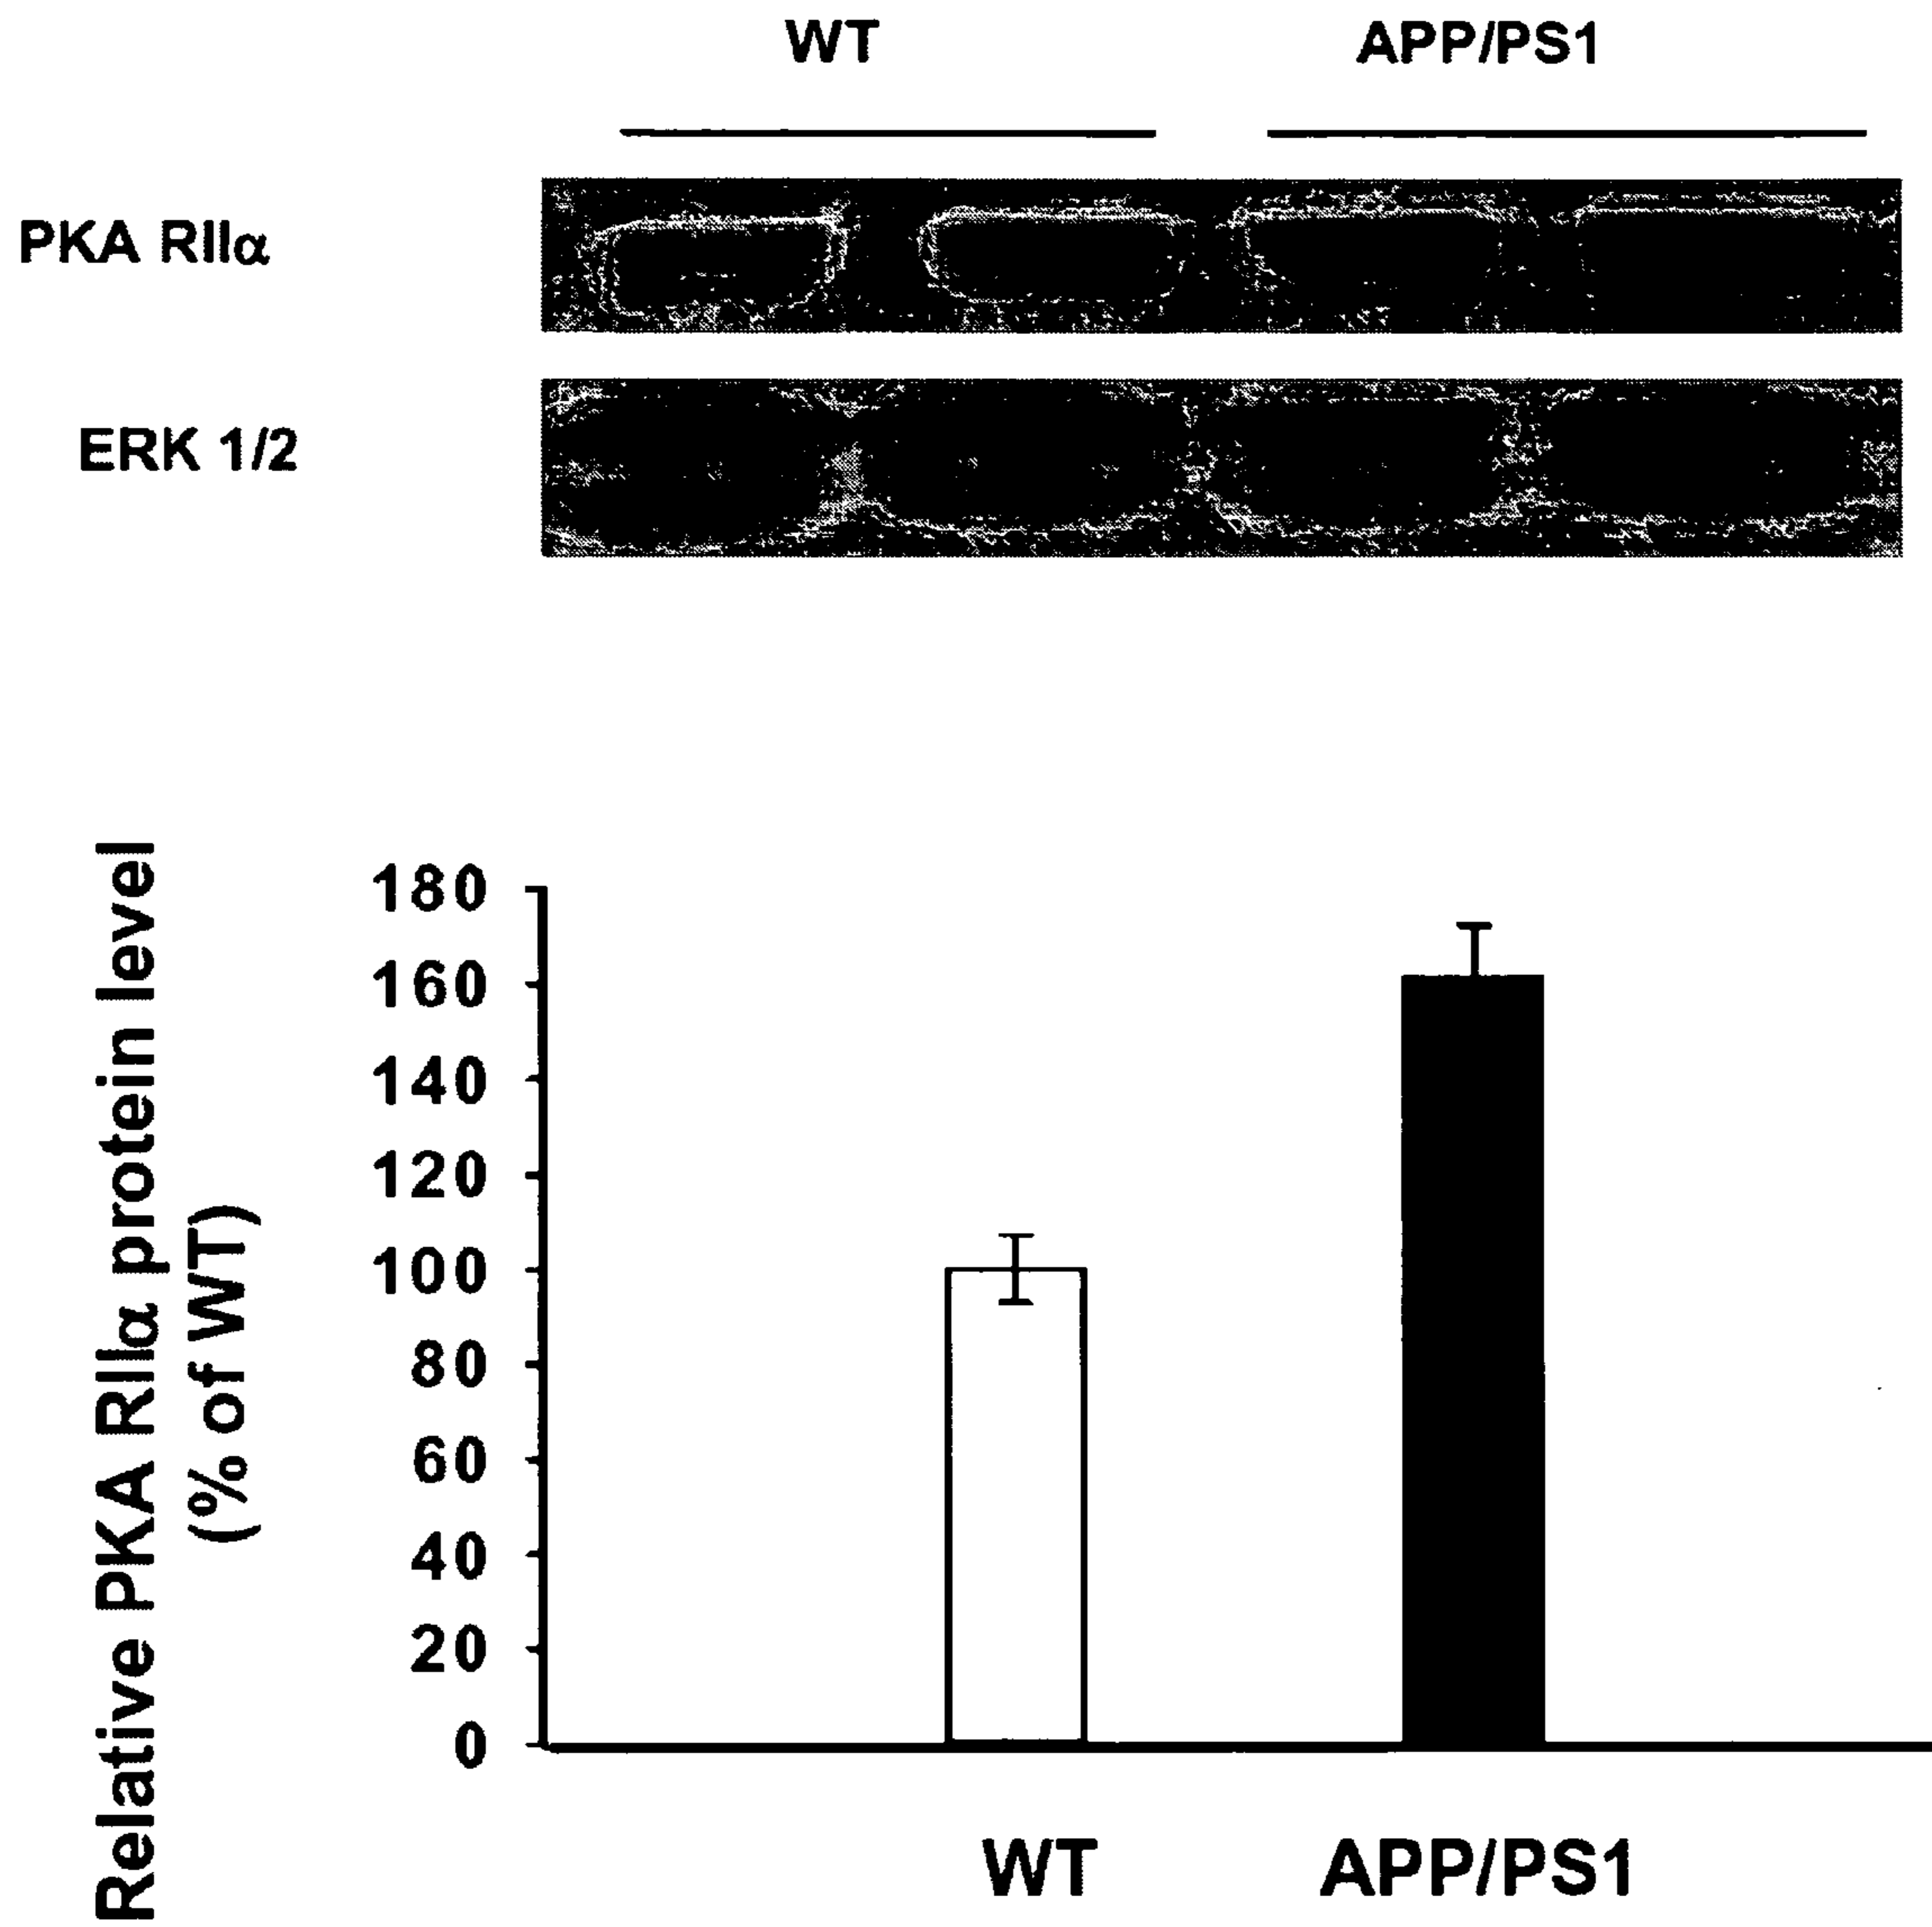 WT APP/PS1
PKA RIIα
ERK 1/2
Relative PKA RIIα protein level
(% of WT)
180
160
140
120
100
80
60
40
20
0
WT APP/PS1